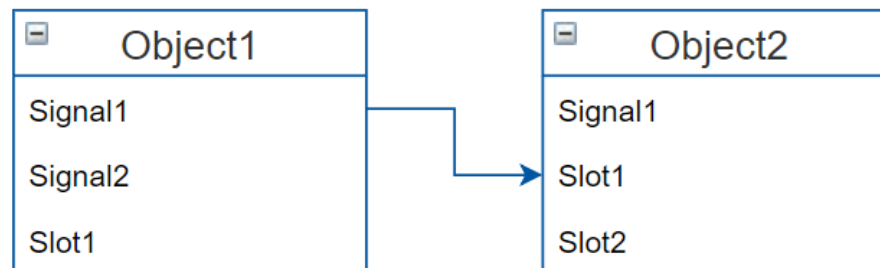 Object1
Signal1
Signal2
Slot1
Object2
Signal1
Slot1
Slot2